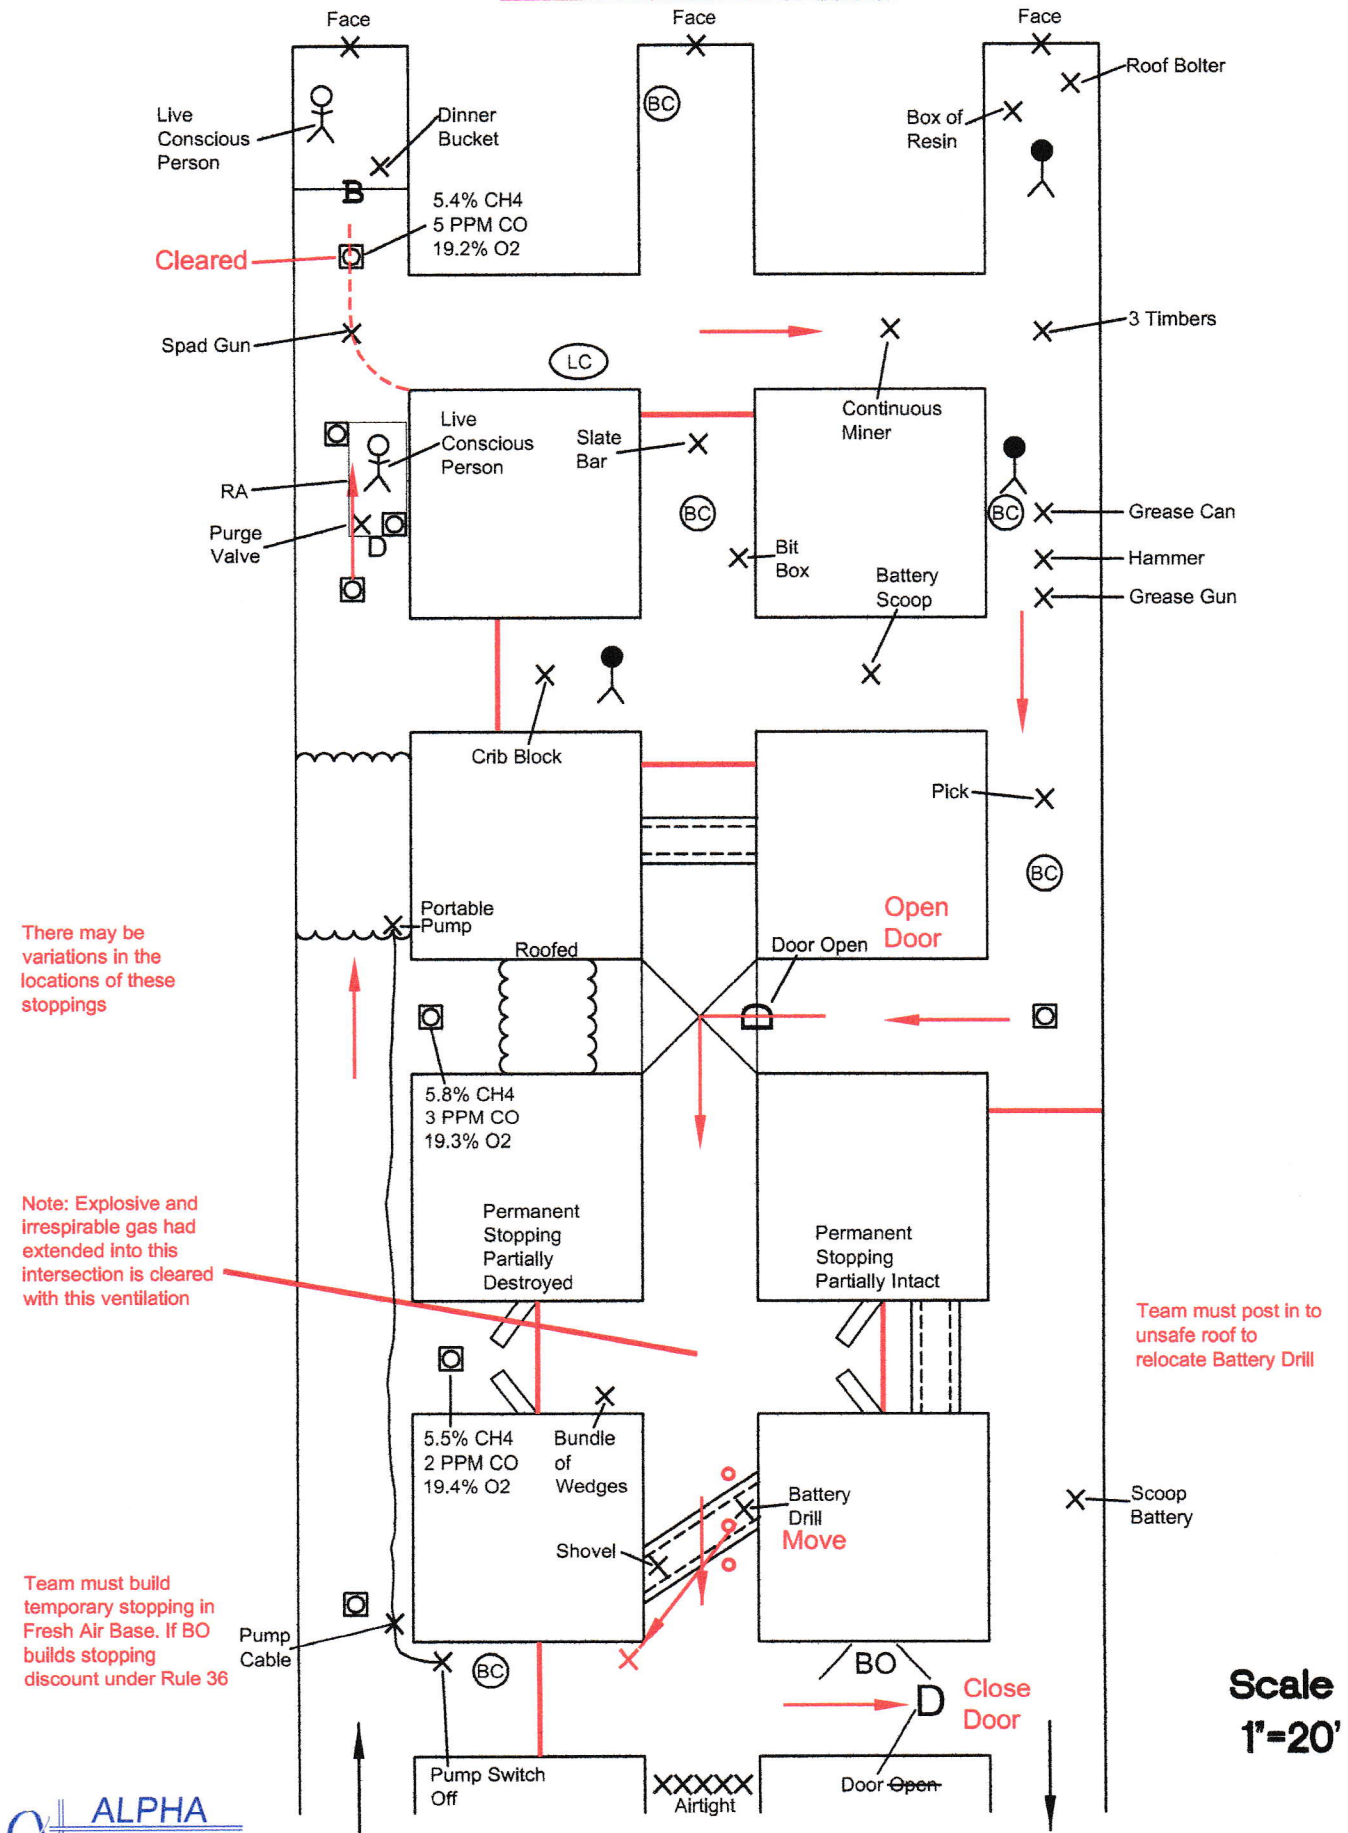 Face
Face
Face
Roof Bolter
Live
Conscious
Person
Dinner
Bucket
BC
Box of
Resin
B
5.4% CH4
5 PPM CO
19.2% O2
Cleared
Spad Gun
3 Timbers
LC
Continuous
Miner
Live
Conscious
Person
Slate
Bar
RA
Purge
Valve
D
BC
BC
Grease Can
Bit
Box
Hammer
Battery
Scoop
Grease Gun
Crib Block
Pick
BC
Portable
Pump
Open
Door
There may be
variations in the
locations of these
stoppings
Roofed
Door Open
D
5.8% CH4
3 PPM CO
19.3% O2
Note: Explosive and
irrespirable gas had
extended into this
intersection is cleared
with this ventilation
Permanent
Stopping
Partially
Destroyed
Permanent
Stopping
Partially Intact
Team must post in to
unsafe roof to
relocate Battery Drill
5.5% CH4
2 PPM CO
19.4% O2
Bundle
of
Wedges
Battery
Drill
Move
Scoop
Battery
Shovel
Team must build
temporary stopping in
Fresh Air Base. If BO
builds stopping
discount under Rule 36
Pump
Cable
BC
BO
D
Close
Door
Scale
1"=20'
Pump Switch
Off
XXXXX
Airtight
Door Open
ALPHA